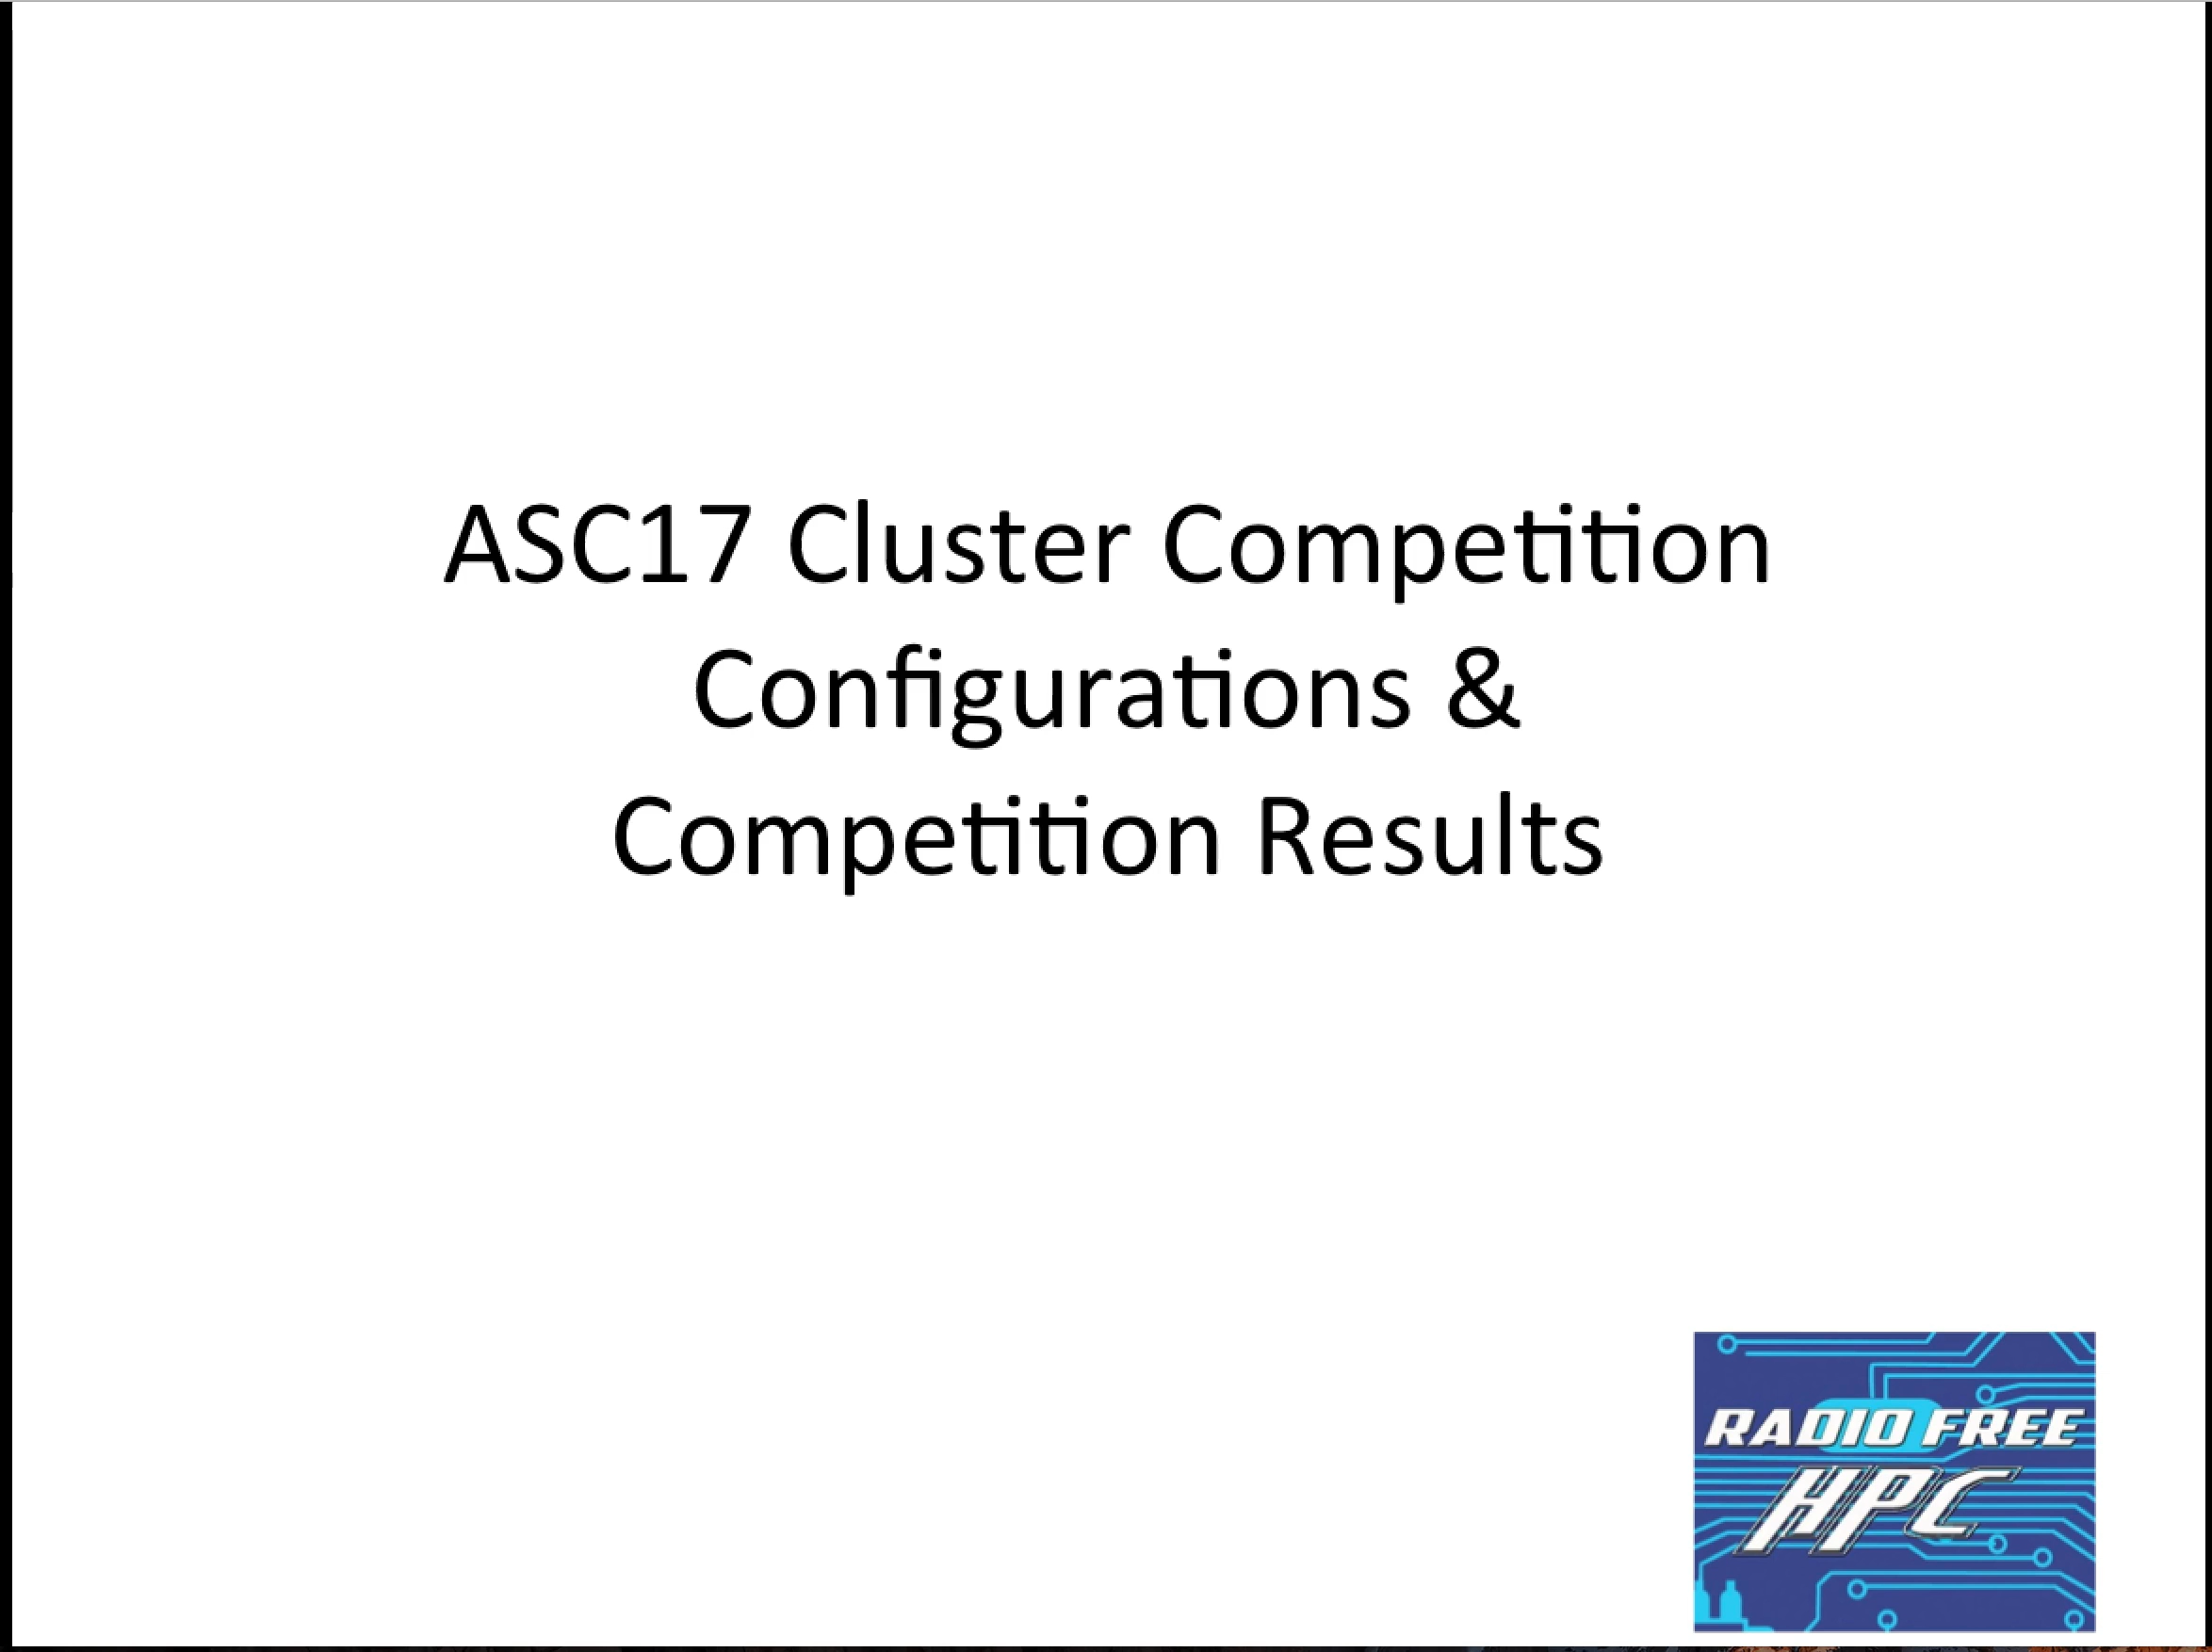 ASC17 Cluster Competition
Configurations &
Competition Results
RADIO FREE
HPC